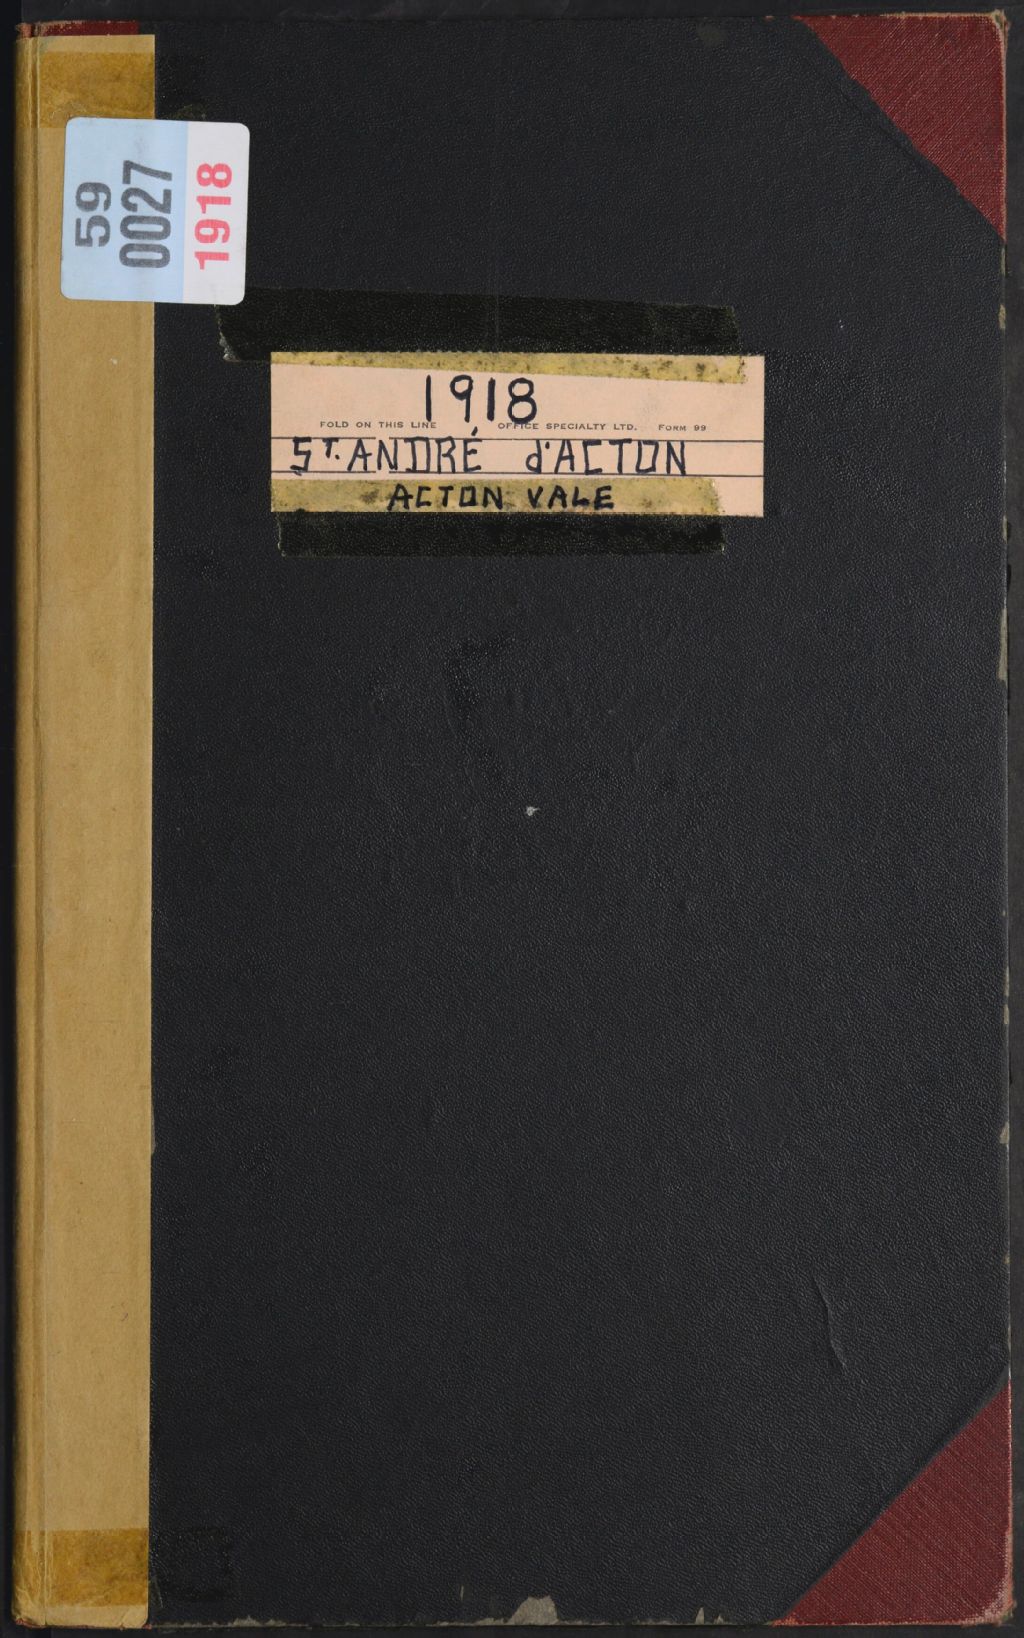 59
0027
1918
1918
FOLD ON THIS LINE OFFICE SPECIALTY LTD. FORM 99
ST. ANDRÉ d'ACTON
ACTON VALE